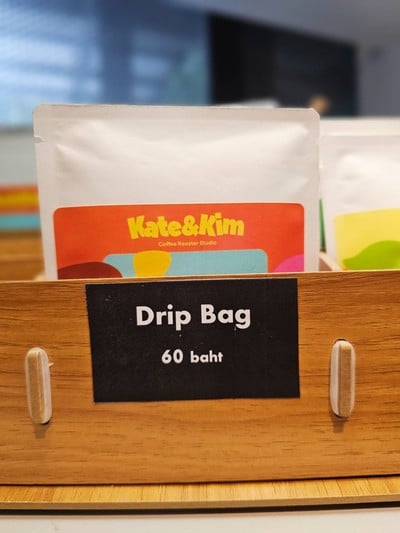 Kate&Kim
Coffee Roaster Studio
Drip Bag
60 baht